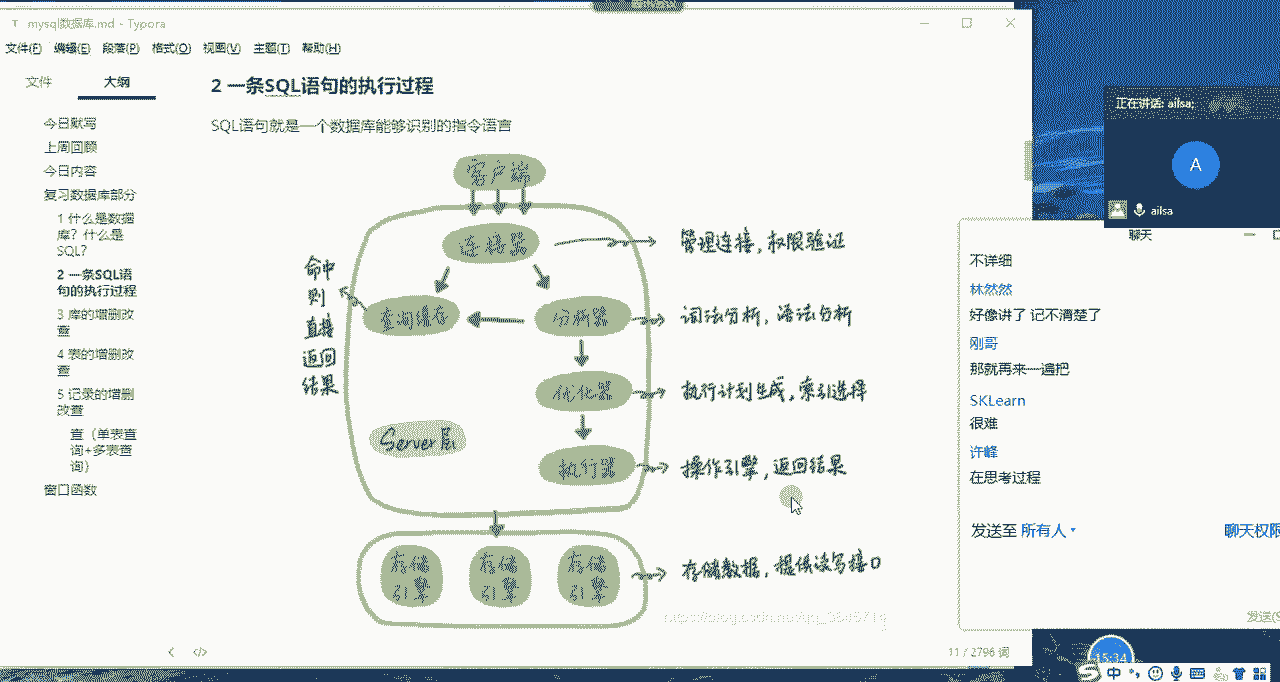 mysql数据库.md - Typora
文件(F) 编辑(E) 段落(P) 格式(O) 视图(V) 主题(T) 帮助(H)
文件 大纲
今日默写
上周回顾
今日内容
复习数据库部分
1 什么是数据
库？什么是
SQL？
2 一条SQL语
句的执行过程
3 库的增删改
查
4 表的增删改
查
5 记录的增删
改查
查（单表查
询+多表查
询）
窗口函数
2 一条SQL语句的执行过程
SQL语句就是一个数据库能够识别的指令语言
客户端
连接器
管理连接，权限验证
命中
则
直接
返回
结果
查询缓存
分析器
词法分析，语法分析
优化器
执行计划生成，索引选择
Server层
执行器
操作引擎，返回结果
存储
引擎
存储
引擎
存储
引擎
存储数据，提供读写接口
11 / 2796 词
正在讲话: ailsa;
A
ailsa
聊天
不详细
林然然
好像讲了 记不清楚了
刚哥
那就再来一遍把
SKLearn
很难
许峰
在思考过程
发送至 所有人
聊天权限
15:34
中